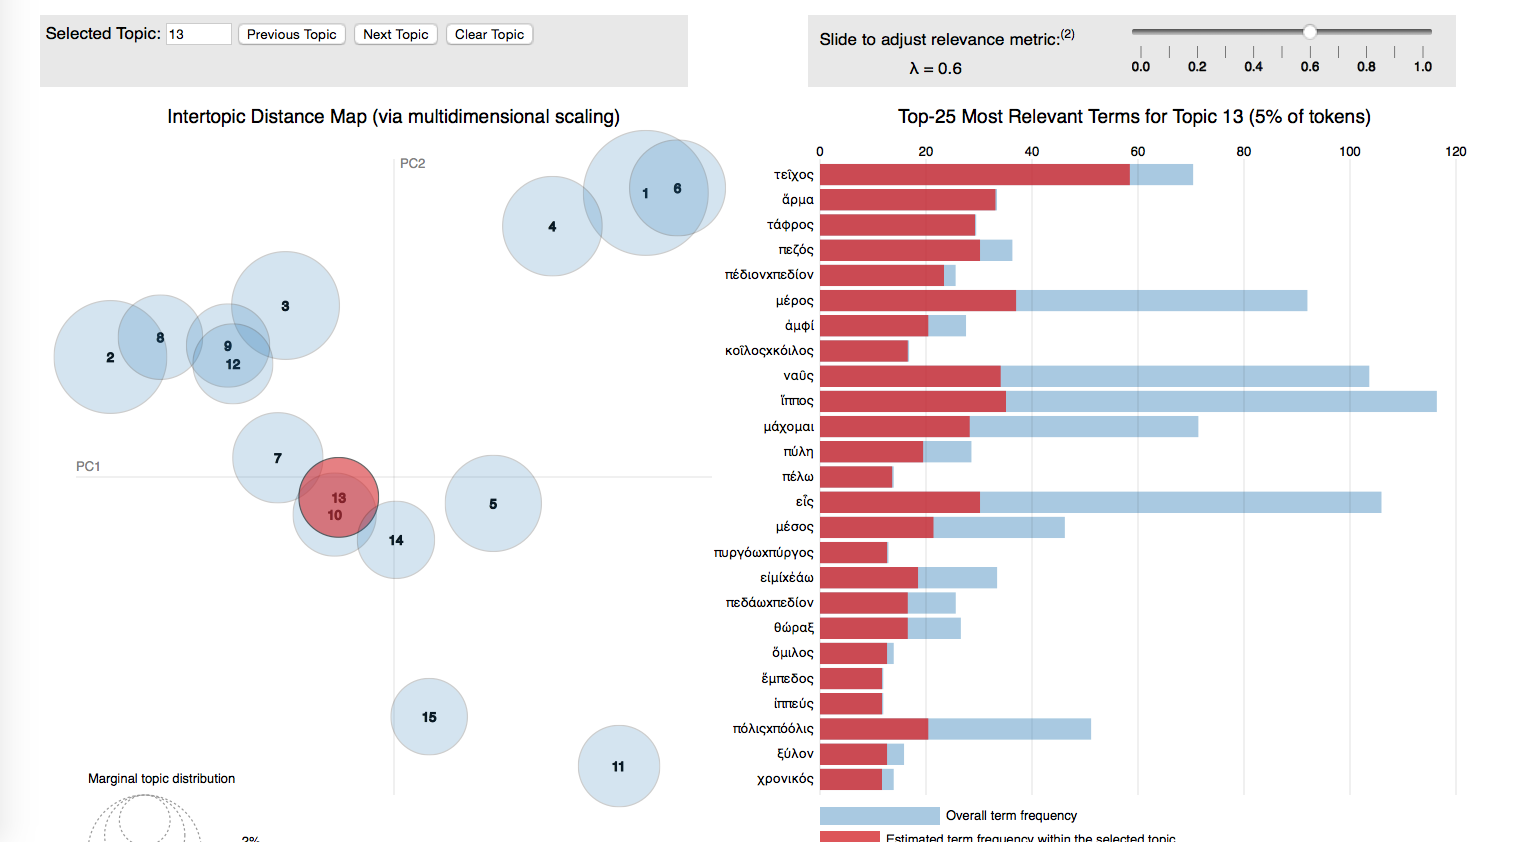 Selected Topic: 13 Previous Topic Next Topic Clear Topic
Slide to adjust relevance metric:(2)
λ = 0.6
0.0 0.2 0.4 0.6 0.8 1.0
Intertopic Distance Map (via multidimensional scaling)
PC2
PC1
1
6
4
3
8
2
9
12
7
13
10
5
14
15
11
Marginal topic distribution
2%
Top-25 Most Relevant Terms for Topic 13 (5% of tokens)
0 20 40 60 80 100 120
τεῖχος
ἅρμα
τάφρος
πεζός
πέδιονχπεδίον
μέρος
ἀμφί
κοῖλοςχκόιλος
ναῦς
ἵππος
μάχομαι
πύλη
πέλω
εἷς
μέσος
πυργόωχπύργος
εἰμίχἐάω
πεδάωχπεδίον
θώραξ
ὅμιλος
ἔμπεδος
ἱππεύς
πόλιςχπόόλις
ξύλον
χρονικός
Overall term frequency
Estimated term frequency within the selected topic